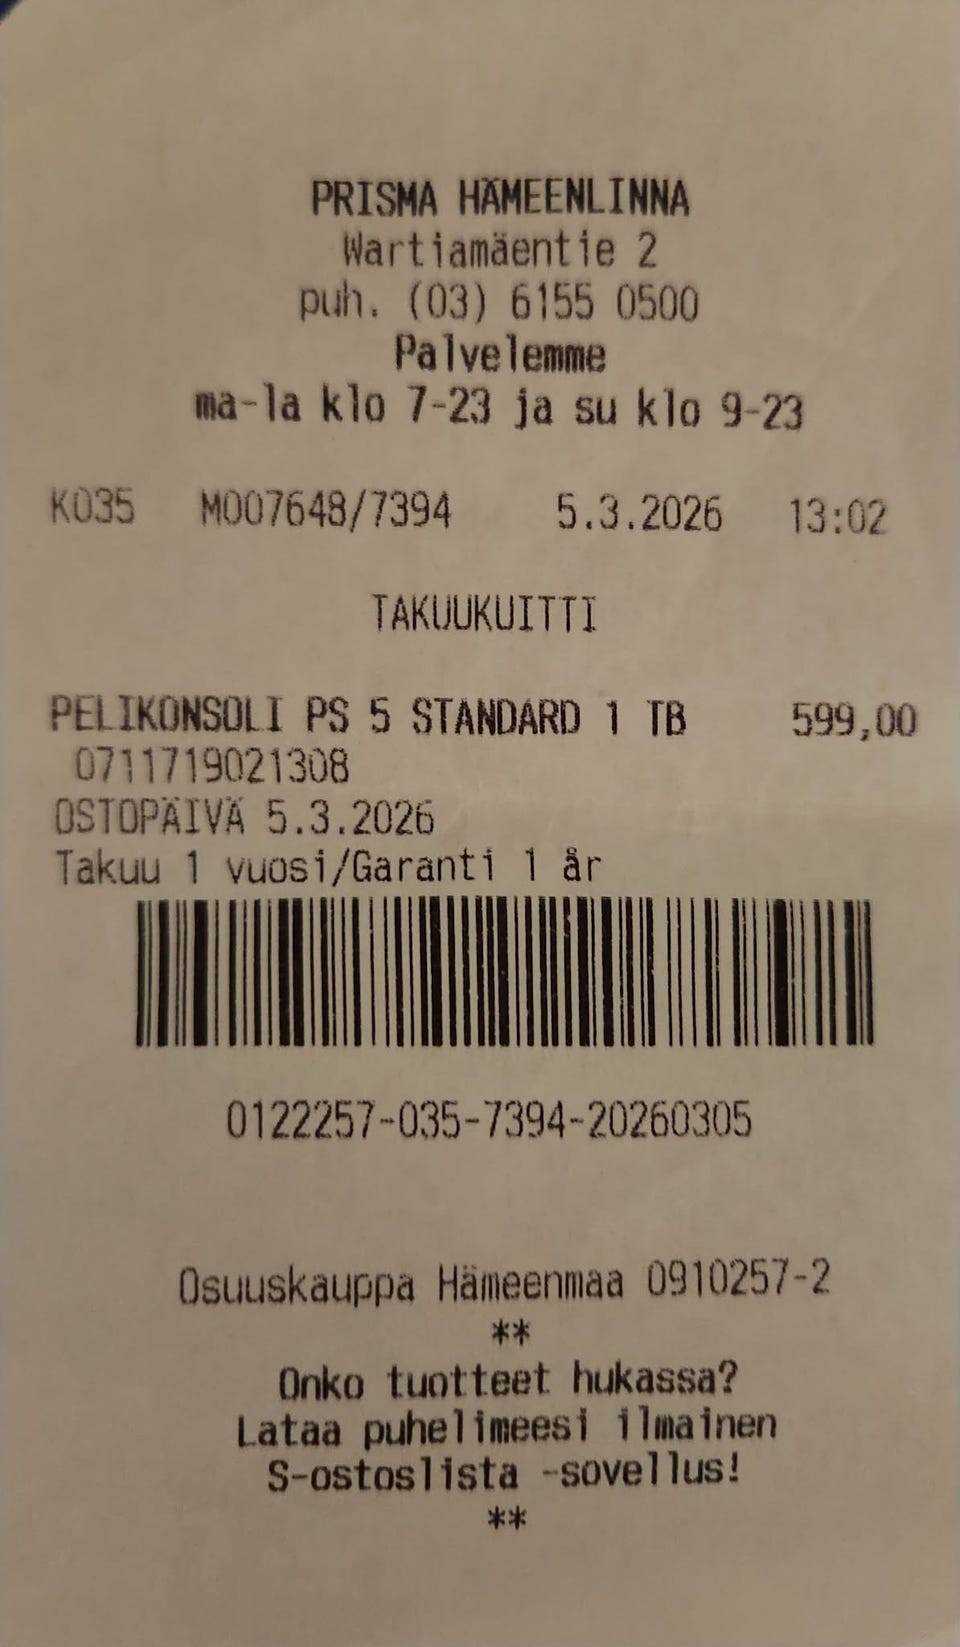 PRISMA HÄMEENLINNA
Wartiamäentie 2
puh. (03) 6155 0500
Palvelemme
ma-la klo 7-23 ja su klo 9-23
K035 M007648/7394 5.3.2026 13:02
TAKUUKUITTI
PELIKONSOLI PS 5 STANDARD 1 TB 599,00
0711719021308
OSTOPÄIVÄ 5.3.2026
Takuu 1 vuosi/Garanti 1 år
0122257-035-7394-20260305
Osuuskauppa Hämeenmaa 0910257-2
**
Onko tuotteet hukassa?
Lataa puhelimeesi ilmainen
S-ostoslista -sovellus!
**